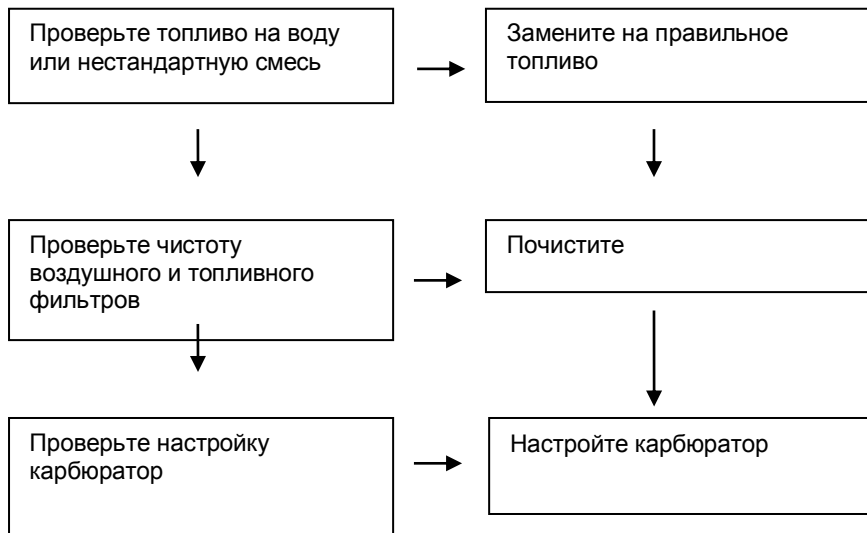 Проверьте топливо на воду
или нестандартную смесь
Замените на правильное
топливо
Проверьте чистоту
воздушного и топливного
фильтров
Почистите
Проверьте настройку
карбюратор
Настройте карбюратор